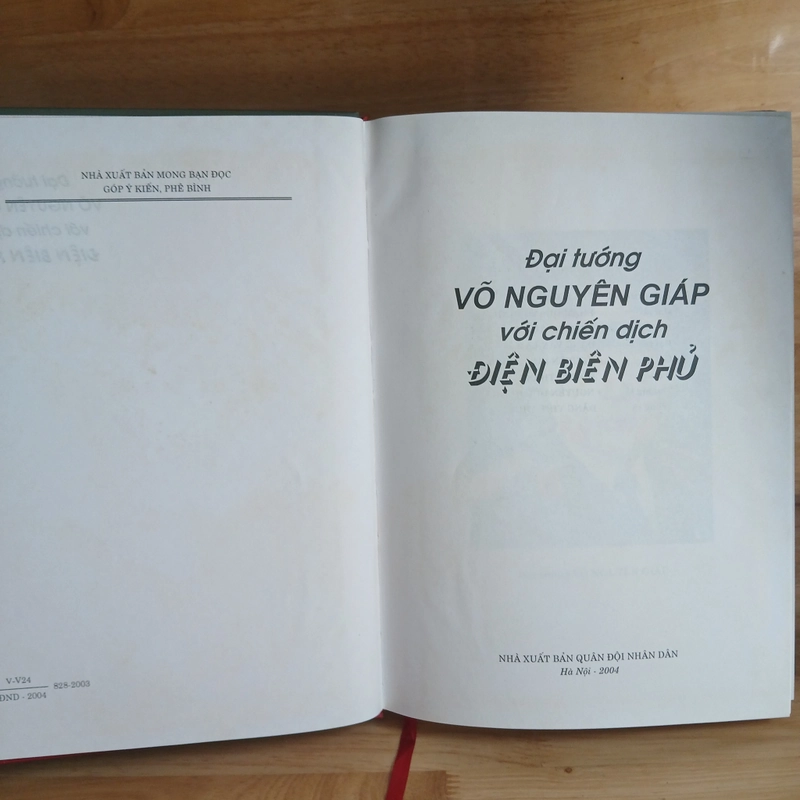 NHÀ XUẤT BẢN MONG BẠN ĐỌC
GÓP Ý KIẾN, PHÊ BÌNH
V-V24
ĐND - 2004
828-2003
Đại tướng
VÕ NGUYÊN GIÁP
với chiến dịch
ĐIỆN BIÊN PHỦ
NHÀ XUẤT BẢN QUÂN ĐỘI NHÂN DÂN
Hà Nội - 2004